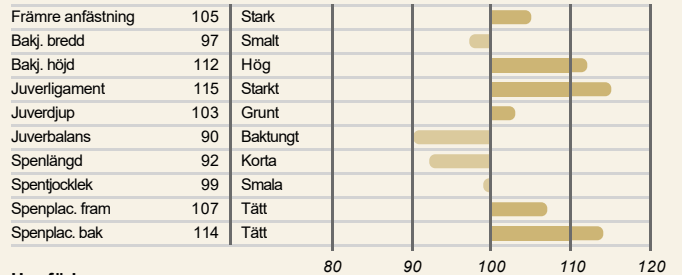 Främre anfästning 105 Stark
Bakj. bredd 97 Smalt
Bakj. höjd 112 Hög
Juverligament 115 Starkt
Juverdjup 103 Grunt
Juverbalans 90 Baktungt
Spenlängd 92 Korta
Spentjocklek 99 Smala
Spenplac. fram 107 Tätt
Spenplac. bak 114 Tätt
80 90 100 110 120